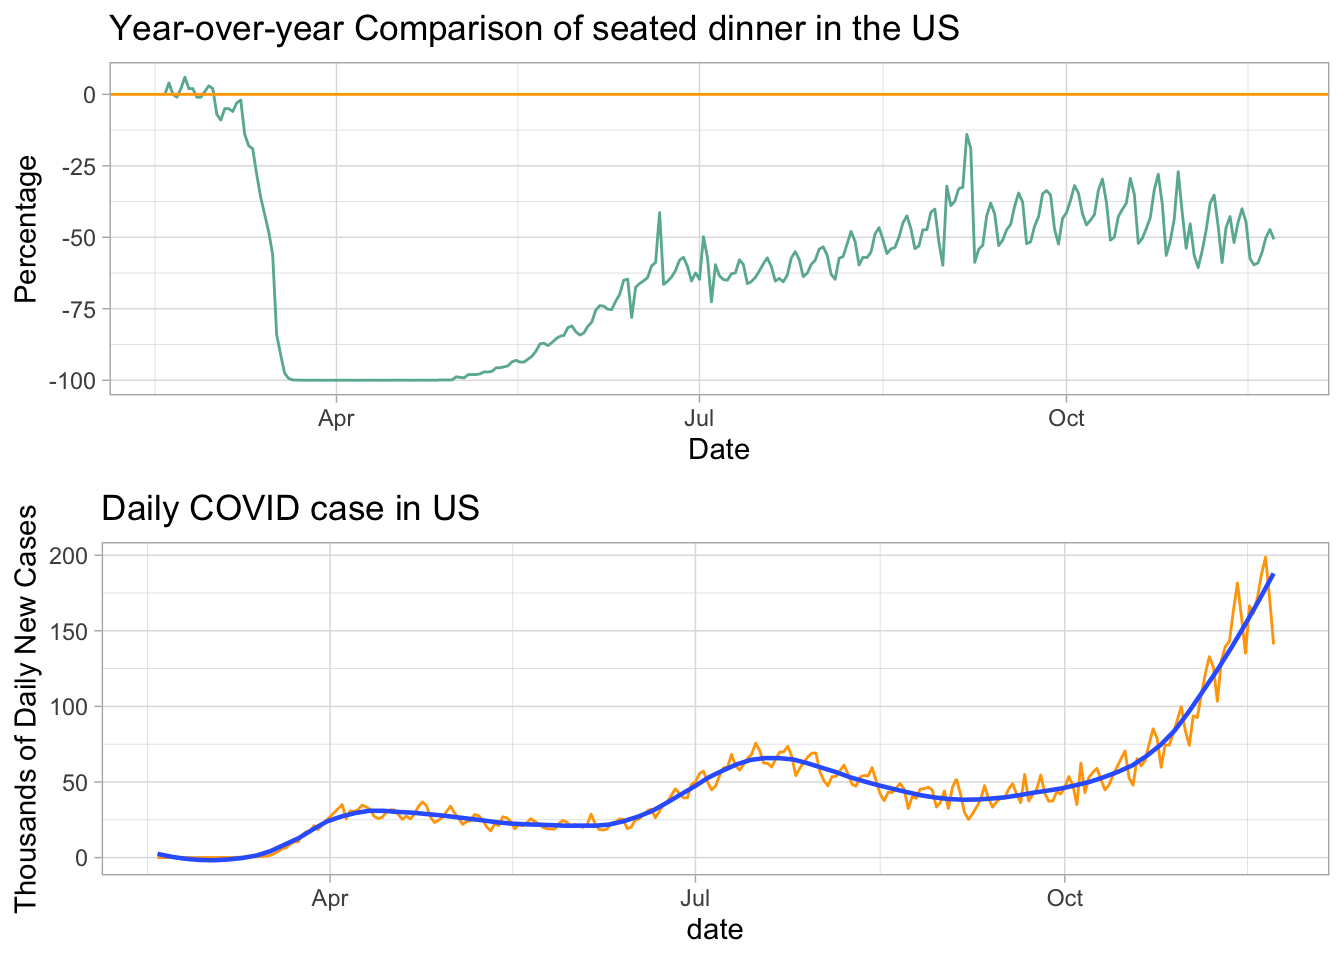 Year-over-year Comparison of seated dinner in the US
Percentage
0
-25
-50
-75
-100
Apr
Jul
Oct
Date
Daily COVID case in US
Thousands of Daily New Cases
200
150
100
50
0
Apr
Jul
Oct
date